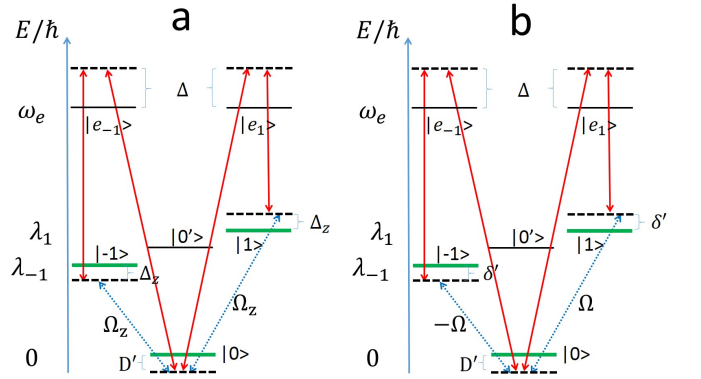 a
E/ħ
Δ
ω_e
|e_{-1}>
|e_1>
Δ_z
λ_1
|-1>
|0'>
|1>
λ_{-1}
Δ_z
Ω_z
Ω_z
0
D'
|0>
b
E/ħ
Δ
ω_e
|e_{-1}>
|e_1>
δ'
λ_1
|-1>
|0'>
|1>
λ_{-1}
δ'
-Ω
Ω
0
D'
|0>